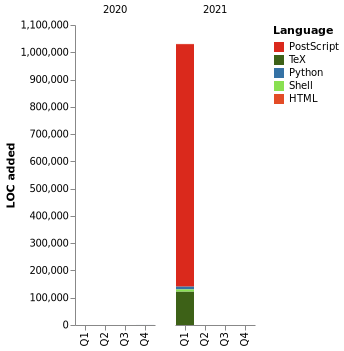 2020 2021
LOC added
1,100,000
1,000,000
900,000
800,000
700,000
600,000
500,000
400,000
300,000
200,000
100,000
0
Q1 Q2 Q3 Q4 Q1 Q2 Q3 Q4
Language
PostScript
TeX
Python
Shell
HTML